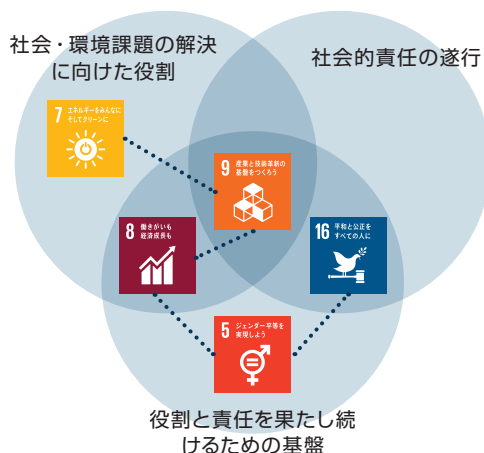 社会・環境課題の解決
に向けた役割
社会的責任の遂行
7 エネルギーをみんなに
そしてクリーンに
9 産業と技術革新の
基盤をつくろう
8 働きがいも
経済成長も
16 平和と公正を
すべての人に
5 ジェンダー平等を
実現しよう
役割と責任を果たし続
けるための基盤